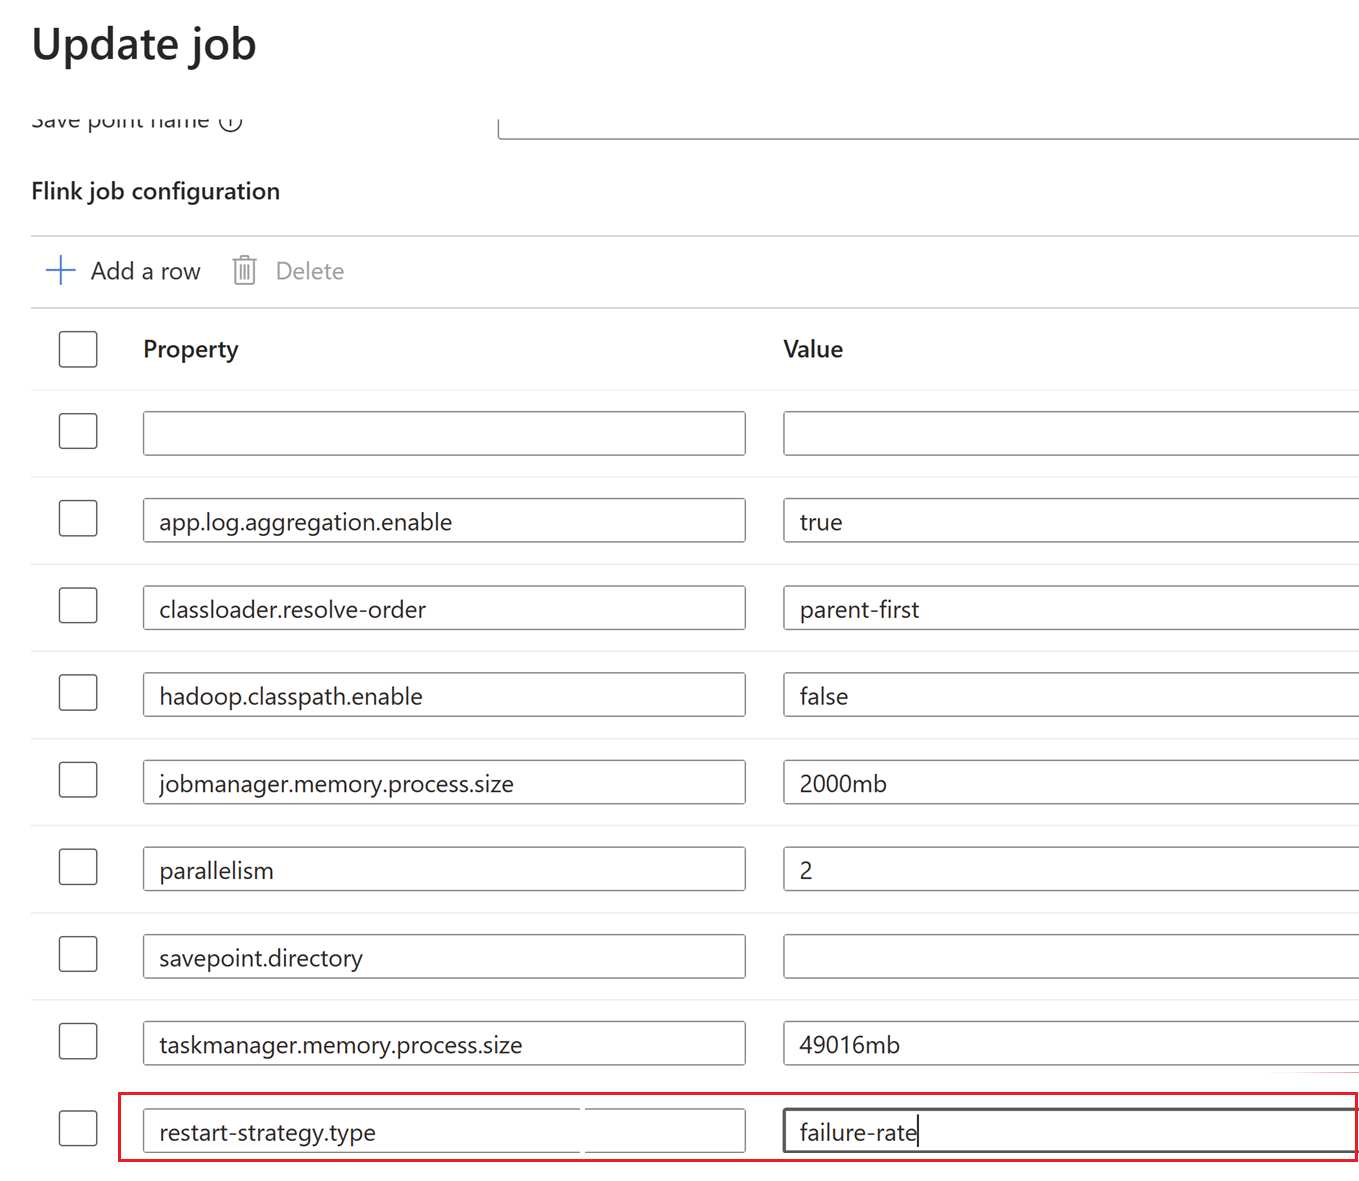 Update job
Save point name
Flink job configuration
Add a row Delete
Property Value
app.log.aggregation.enable true
classloader.resolve-order parent-first
hadoop.classpath.enable false
jobmanager.memory.process.size 2000mb
parallelism 2
savepoint.directory
taskmanager.memory.process.size 49016mb
restart-strategy.type failure-rate